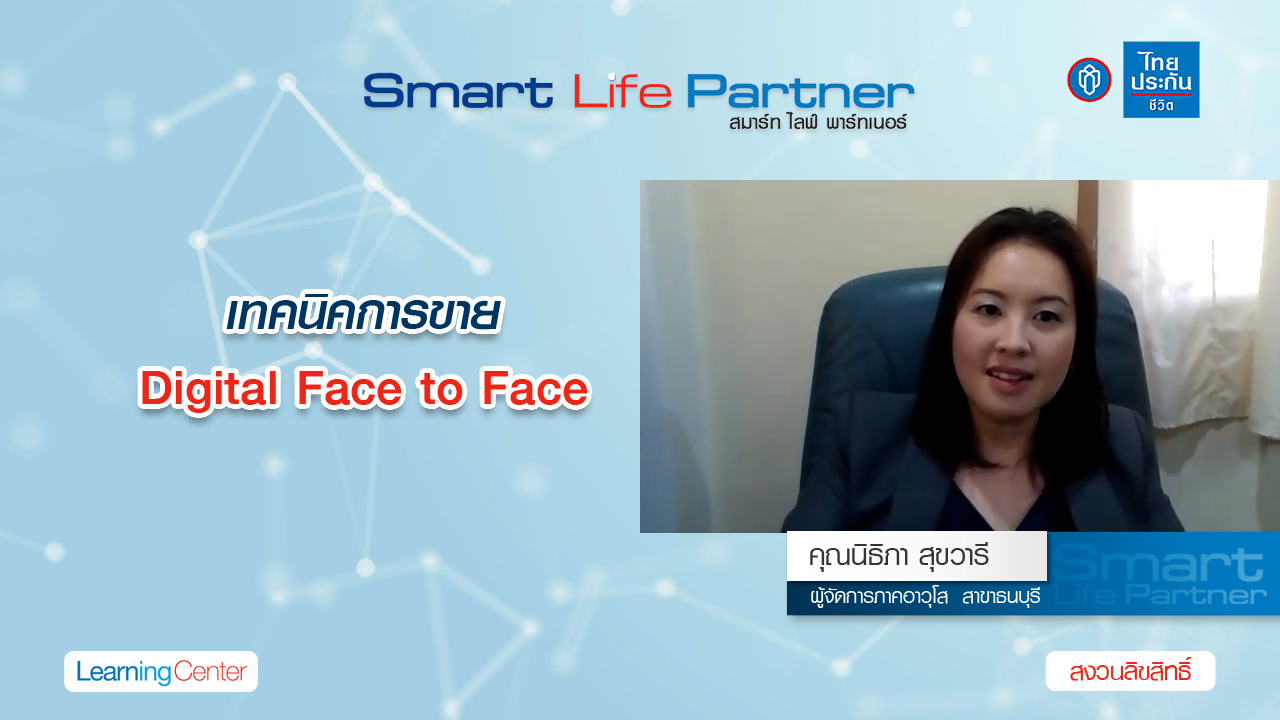 Smart Life Partner
สมาร์ท ไลฟ์ พาร์ทเนอร์
ไทย
ประกัน
ชีวิต
เทคนิคการขาย
Digital Face to Face
คุณนิธิภา สุขวารี
ผู้จัดการภาคอาวุโส สาขาธนบุรี
Smart
Life Partner
LearningCenter
สงวนลิขสิทธิ์